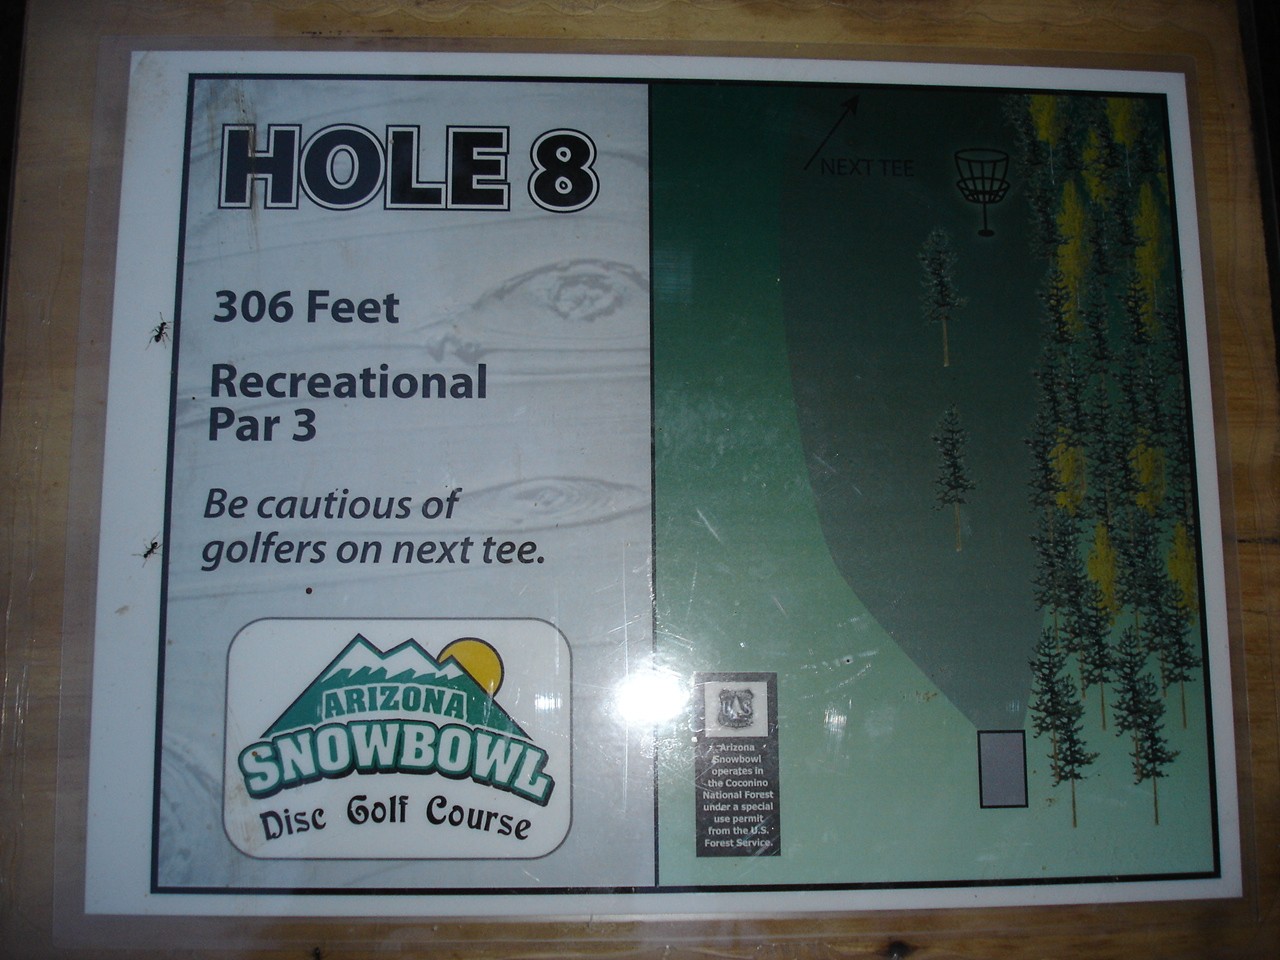 HOLE 8
306 Feet
Recreational
Par 3
Be cautious of
golfers on next tee.
ARIZONA
SNOWBOWL
Disc Golf Course
NEXT TEE
UAS
Arizona
Snowbowl
operates in
the Coconino
National Forest
under a special
use permit
from the U.S.
Forest Service.